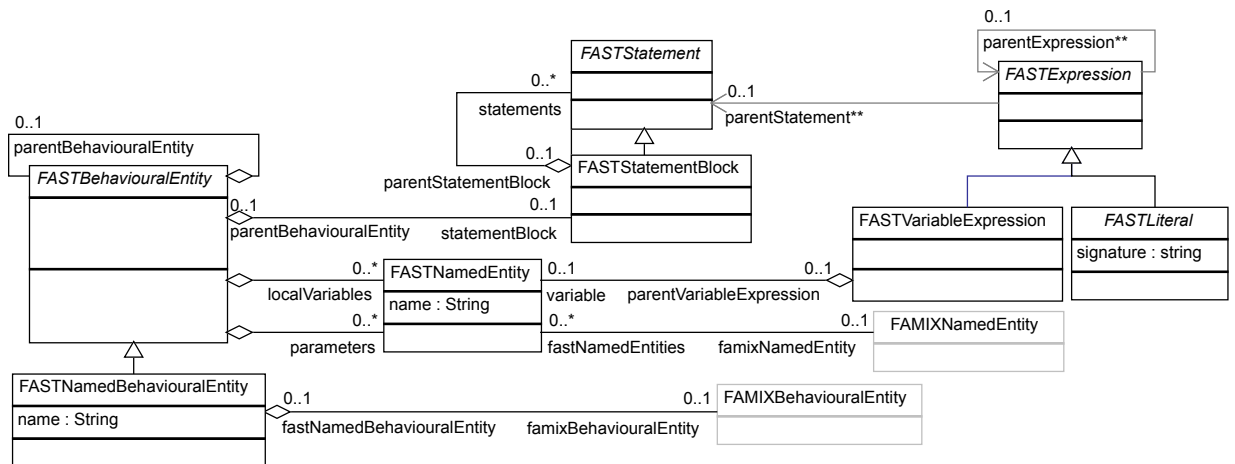 0..1
parentExpression**
FASTStatement
FASTExpression
0..*
statements
0..1
parentStatement**
0..1
parentBehaviouralEntity
FASTBehaviouralEntity
0..1
parentStatementBlock
FASTStatementBlock
0..1
parentBehaviouralEntity
0..1
statementBlock
FASTVariableExpression
FASTLiteral
signature : string
0..*
localVariables
FASTNamedEntity
name : String
0..1
variable
0..1
parentVariableExpression
0..*
parameters
0..*
fastNamedEntities
0..1
famixNamedEntity
FAMIXNamedEntity
FASTNamedBehaviouralEntity
name : String
0..1
fastNamedBehaviouralEntity
0..1
famixBehaviouralEntity
FAMIXBehaviouralEntity